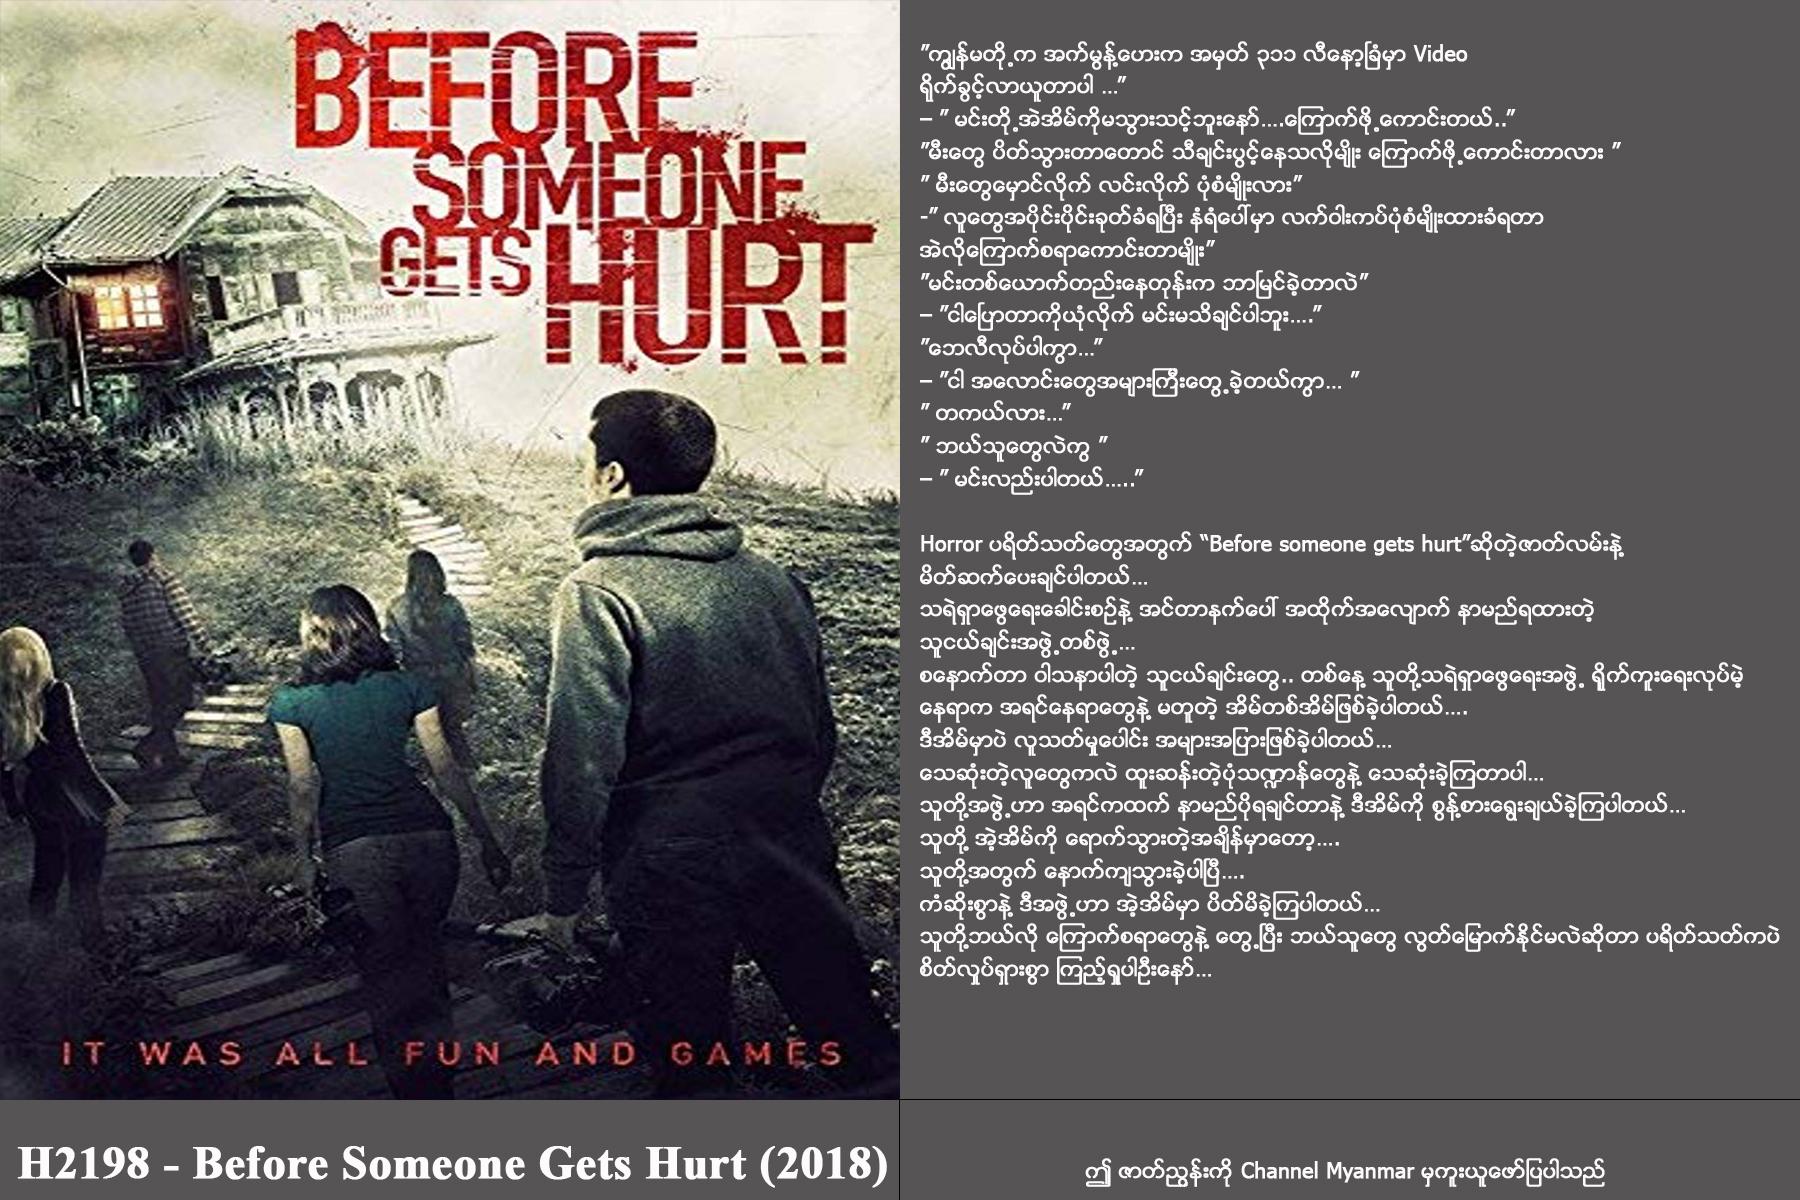 BEFORE
SOMEONE
GETS HURT
IT WAS ALL FUN AND GAMES
H2198 - Before Someone Gets Hurt (2018)
"ကျွန်မတို့က အက်မွန့်ဟေးက အမှတ် ၃၁၁ လီနော့ခြံမှာ Video
ရိုက်ခွင့်လာယူတာပါ ..."
– " မင်းတို့အဲအိမ်ကိုမသွားသင့်ဘူးနော်....ကြောက်ဖို့ကောင်းတယ်.."
"မီးတွေ ပိတ်သွားတာတောင် သီချင်းပွင့်နေသလိုမျိုး ကြောက်ဖို့ကောင်းတာလား "
" မီးတွေမှောင်လိုက် လင်းလိုက် ပုံစံမျိုးလား"
-" လူတွေအပိုင်းပိုင်းခုတ်ခံရပြီး နံရံပေါ်မှာ လက်ဝါးကပ်ပုံစံမျိုးထားခံရတာ
အဲလိုကြောက်စရာကောင်းတာမျိုး"
"မင်းတစ်ယောက်တည်းနေတုန်းက ဘာမြင်ခဲ့တာလဲ"
– "ငါပြောတာကိုယုံလိုက် မင်းမသိချင်ပါဘူး...."
"ဘေလီလုပ်ပါကွာ..."
– "ငါ အလောင်းတွေအများကြီးတွေ့ခဲ့တယ်ကွာ... "
" တကယ်လား..."
" ဘယ်သူတွေလဲကွ "
– " မင်းလည်းပါတယ်....."
Horror ပရိတ်သတ်တွေအတွက် "Before someone gets hurt"ဆိုတဲ့ဇာတ်လမ်းနဲ့
မိတ်ဆက်ပေးချင်ပါတယ်...
သရဲရှာဖွေရေးခေါင်းစဉ်နဲ့ အင်တာနက်ပေါ် အထိုက်အလျောက် နာမည်ရထားတဲ့
သူငယ်ချင်းအဖွဲ့တစ်ဖွဲ့...
စနောက်တာ ဝါသနာပါတဲ့ သူငယ်ချင်းတွေ.. တစ်နေ့ သူတို့သရဲရှာဖွေရေးအဖွဲ့ ရိုက်ကူးရေးလုပ်မဲ့
နေရာက အရင်နေရာတွေနဲ့ မတူတဲ့ အိမ်တစ်အိမ်ဖြစ်ခဲ့ပါတယ်....
ဒီအိမ်မှာပဲ လူသတ်မှုပေါင်း အများအပြားဖြစ်ခဲ့ပါတယ်...
သေဆုံးတဲ့လူတွေကလဲ ထူးဆန်းတဲ့ပုံသဏ္ဍာန်တွေနဲ့ သေဆုံးခဲ့ကြတာပါ...
သူတို့အဖွဲ့ဟာ အရင်ကထက် နာမည်ပိုရချင်တာနဲ့ ဒီအိမ်ကို စွန့်စားရွေးချယ်ခဲ့ကြပါတယ်...
သူတို့ အဲ့အိမ်ကို ရောက်သွားတဲ့အချိန်မှာတော့....
သူတို့အတွက် နောက်ကျသွားခဲ့ပါပြီ....
ကံဆိုးစွာနဲ့ ဒီအဖွဲ့ဟာ အဲ့အိမ်မှာ ပိတ်မိခဲ့ကြပါတယ်...
သူတို့ဘယ်လို ကြောက်စရာတွေနဲ့ တွေ့ပြီး ဘယ်သူတွေ လွတ်မြောက်နိုင်မလဲဆိုတာ ပရိတ်သတ်ကပဲ
စိတ်လှုပ်ရှားစွာ ကြည့်ရှုပါဦးနော်...
ဤ ဇာတ်ညွှန်းကို Channel Myanmar မှကူးယူဖော်ပြပါသည်